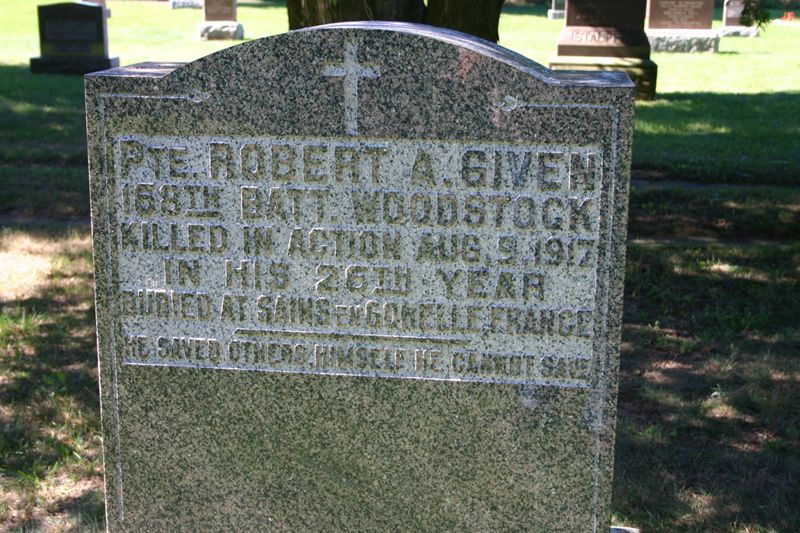 PTE. ROBERT A. GIVEN
168TH BATT. WOODSTOCK
KILLED IN ACTION AUG. 9. 1917
IN HIS 26TH YEAR
BURIED AT SAINS-EN-GOHELLE, FRANCE
HE SAVED OTHERS, HIMSELF HE CANNOT SAVE